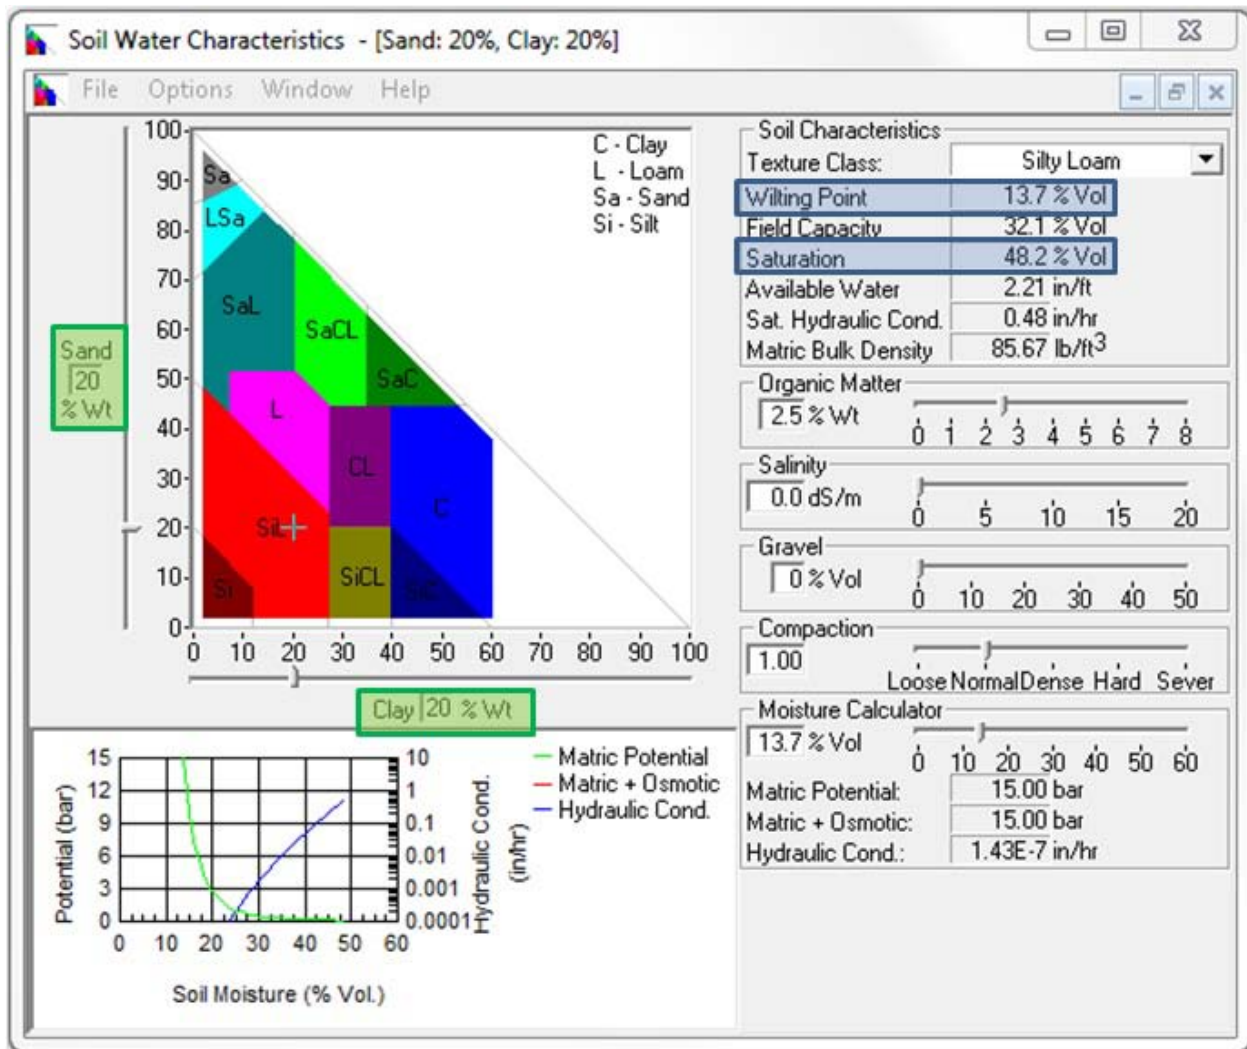 Soil Water Characteristics - [Sand: 20%, Clay: 20%]
File Options Window Help
100
90
80
70
60
50
40
30
20
10
0
0 10 20 30 40 50 60 70 80 90 100
C - Clay
L - Loam
Sa - Sand
Si - Silt
Sa
LSa
SaL
SaCL
SaC
L
CL
C
SiL
SiCL
SiC
Si
Sand
20
% Wt
Clay 20 % Wt
Soil Characteristics
Texture Class: Silty Loam
Wilting Point 13.7 % Vol
Field Capacity 32.1 % Vol
Saturation 48.2 % Vol
Available Water 2.21 in/ft
Sat. Hydraulic Cond. 0.48 in/hr
Matric Bulk Density 85.67 lb/ft3
Organic Matter
2.5 % Wt
0 1 2 3 4 5 6 7 8
Salinity
0.0 dS/m
0 5 10 15 20
Gravel
0 % Vol
0 10 20 30 40 50
Compaction
1.00
Loose Normal Dense Hard Sever
Moisture Calculator
13.7 % Vol
0 10 20 30 40 50 60
Matric Potential: 15.00 bar
Matric + Osmotic: 15.00 bar
Hydraulic Cond.: 1.43E-7 in/hr
Potential (bar)
15
12
9
6
3
0
0 10 20 30 40 50 60
Soil Moisture (% Vol.)
10
1
0.1
0.01
0.001
0.0001
Hydraulic Cond.
(in/hr)
Matric Potential
Matric + Osmotic
Hydraulic Cond.